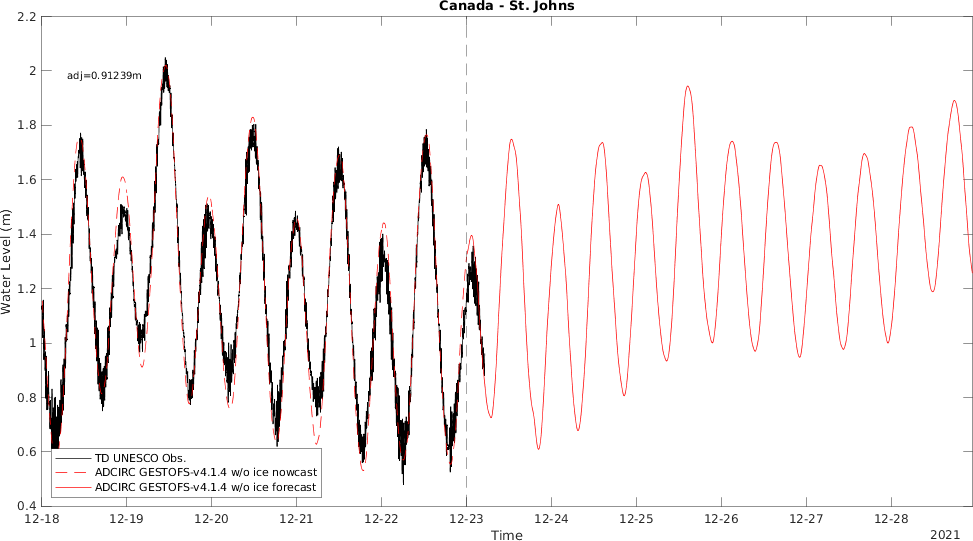 Canada - St. Johns
2.2
2
1.8
1.6
1.4
1.2
1
0.8
0.6
0.4
Water Level (m)
adj=0.91239m
TD UNESCO Obs.
ADCIRC GESTOFS-v4.1.4 w/o ice nowcast
ADCIRC GESTOFS-v4.1.4 w/o ice forecast
12-18 12-19 12-20 12-21 12-22 12-23 12-24 12-25 12-26 12-27 12-28
Time
2021